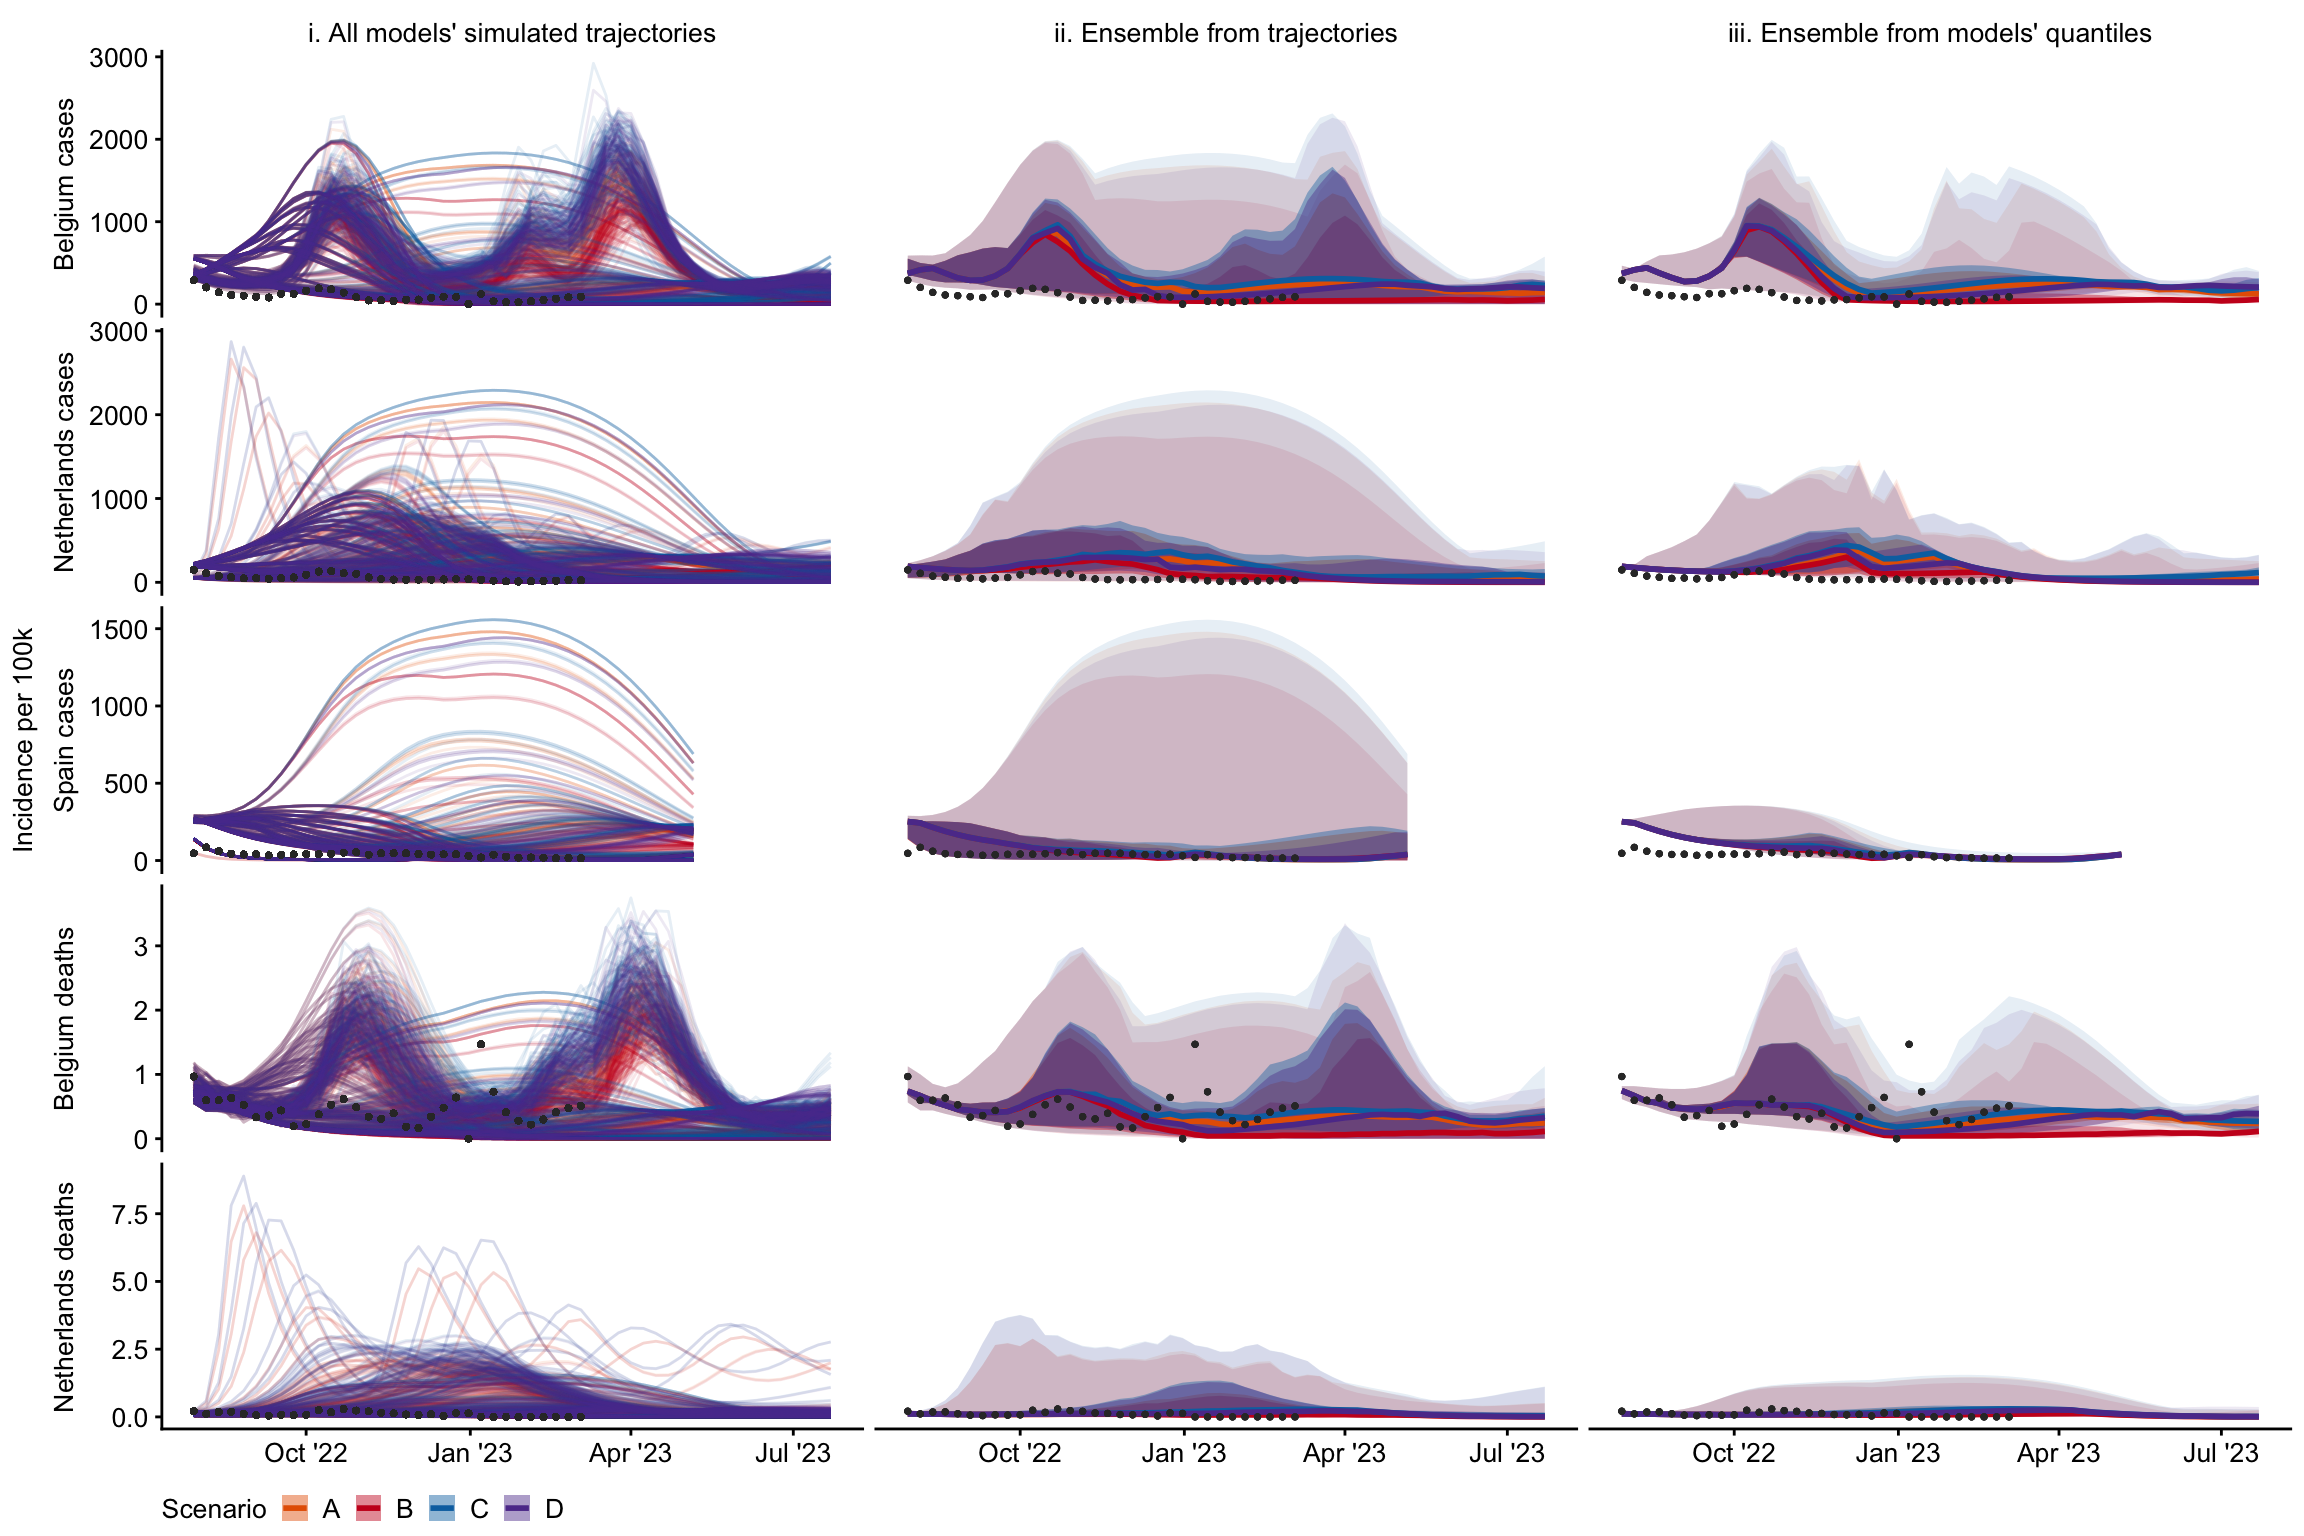 i. All models' simulated trajectories
ii. Ensemble from trajectories
iii. Ensemble from models' quantiles
Incidence per 100k
Belgium cases
3000
2000
1000
0
Netherlands cases
3000
2000
1000
0
Spain cases
1500
1000
500
0
Belgium deaths
3
2
1
0
Netherlands deaths
7.5
5.0
2.5
0.0
Oct '22 Jan '23 Apr '23 Jul '23
Oct '22 Jan '23 Apr '23 Jul '23
Oct '22 Jan '23 Apr '23 Jul '23
Scenario A B C D